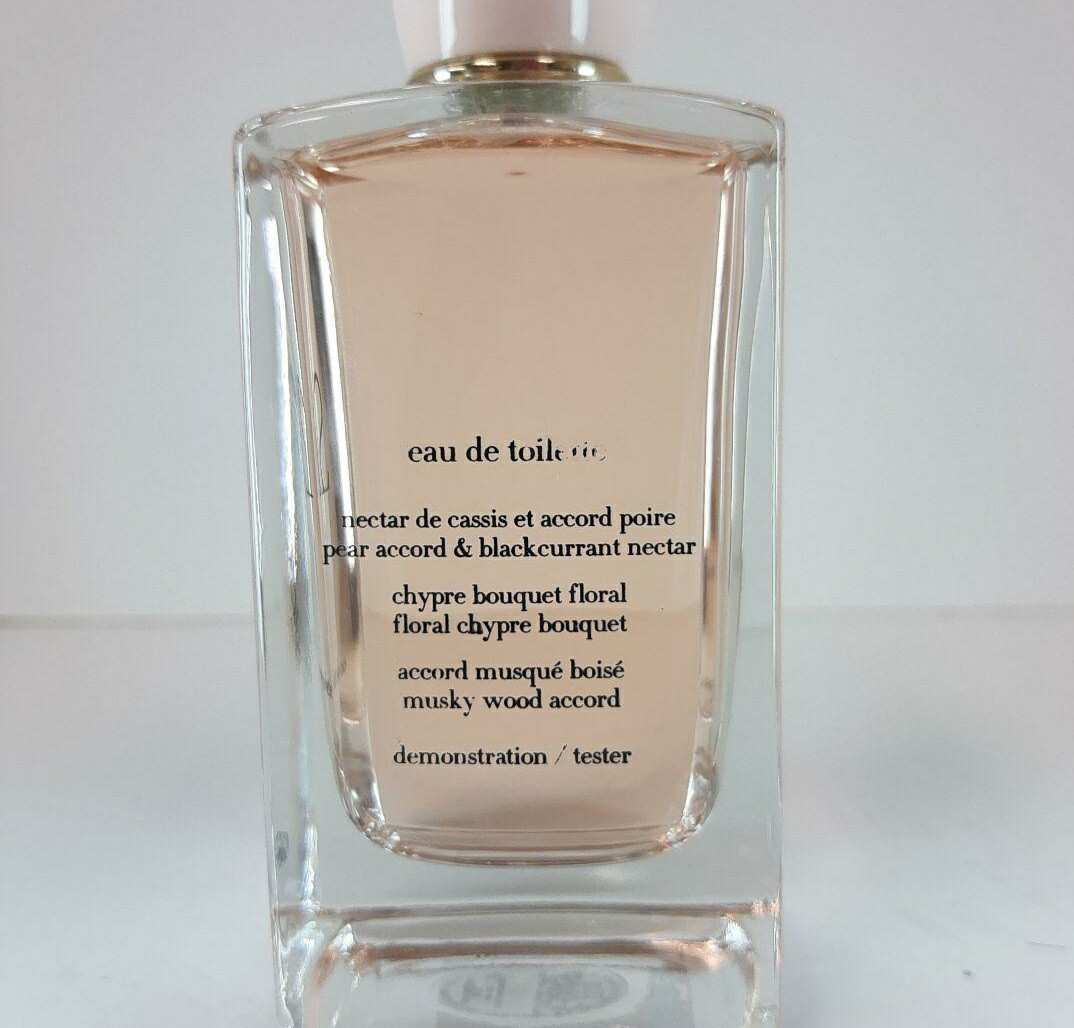 eau de toilette
nectar de cassis et accord poire
pear accord & blackcurrant nectar
chypre bouquet floral
floral chypre bouquet
accord musqué boisé
musky wood accord
demonstration / tester